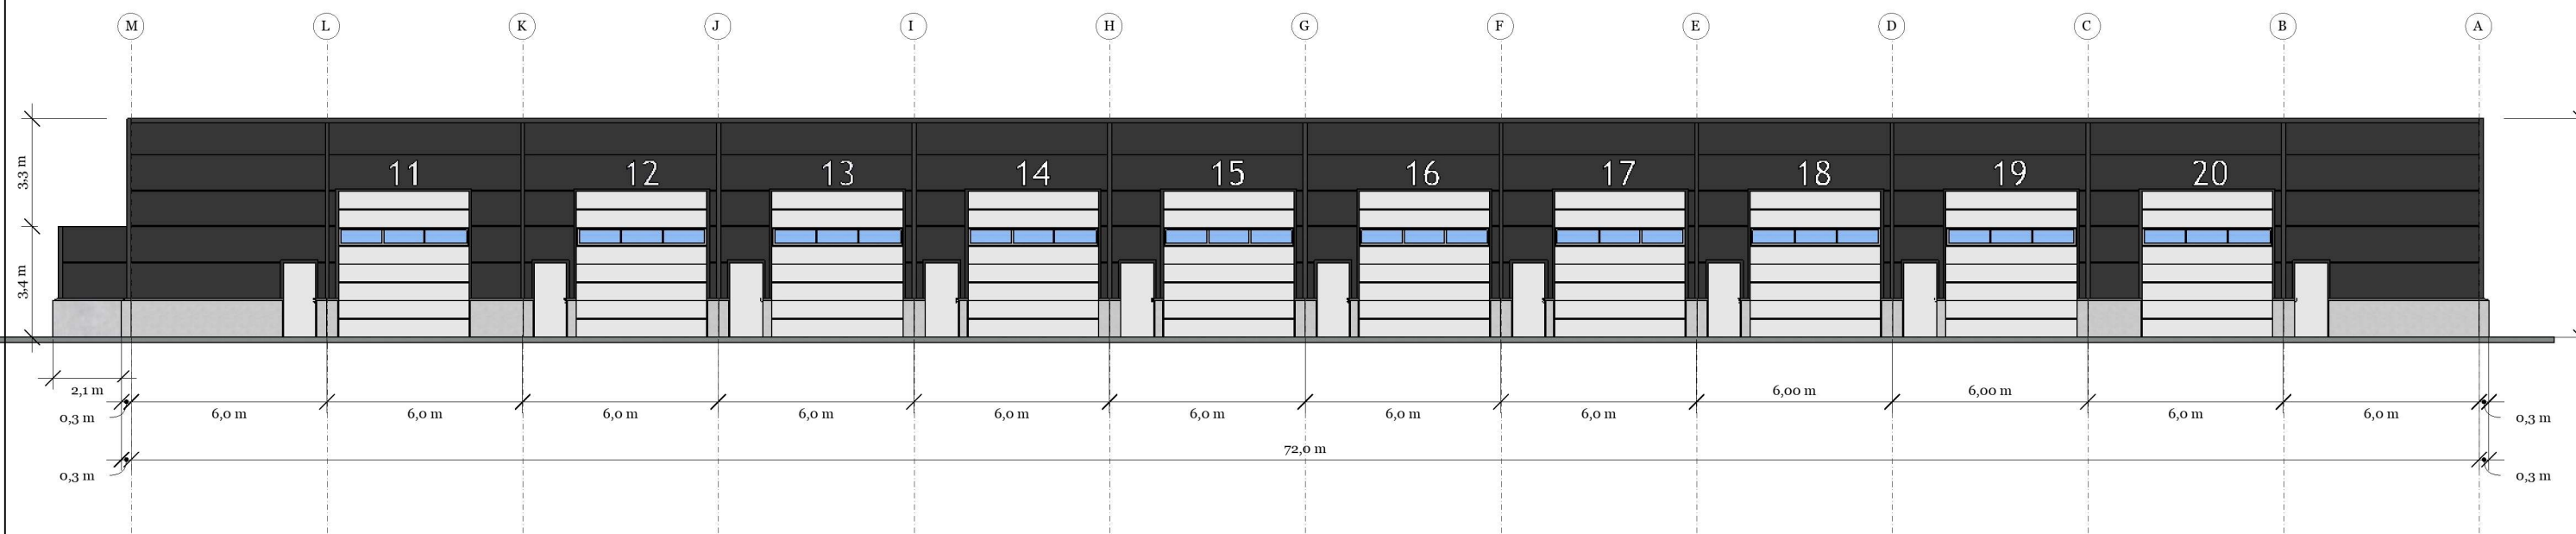 M L K J I H G F E D C B A
11 12 13 14 15 16 17 18 19 20
3,3 m
3,4 m
2,1 m
6,00 m 6,00 m
0,3 m 6,0 m 6,0 m 6,0 m 6,0 m 6,0 m 6,0 m 6,0 m 6,0 m 6,0 m 6,0 m 0,3 m
72,0 m
0,3 m 0,3 m